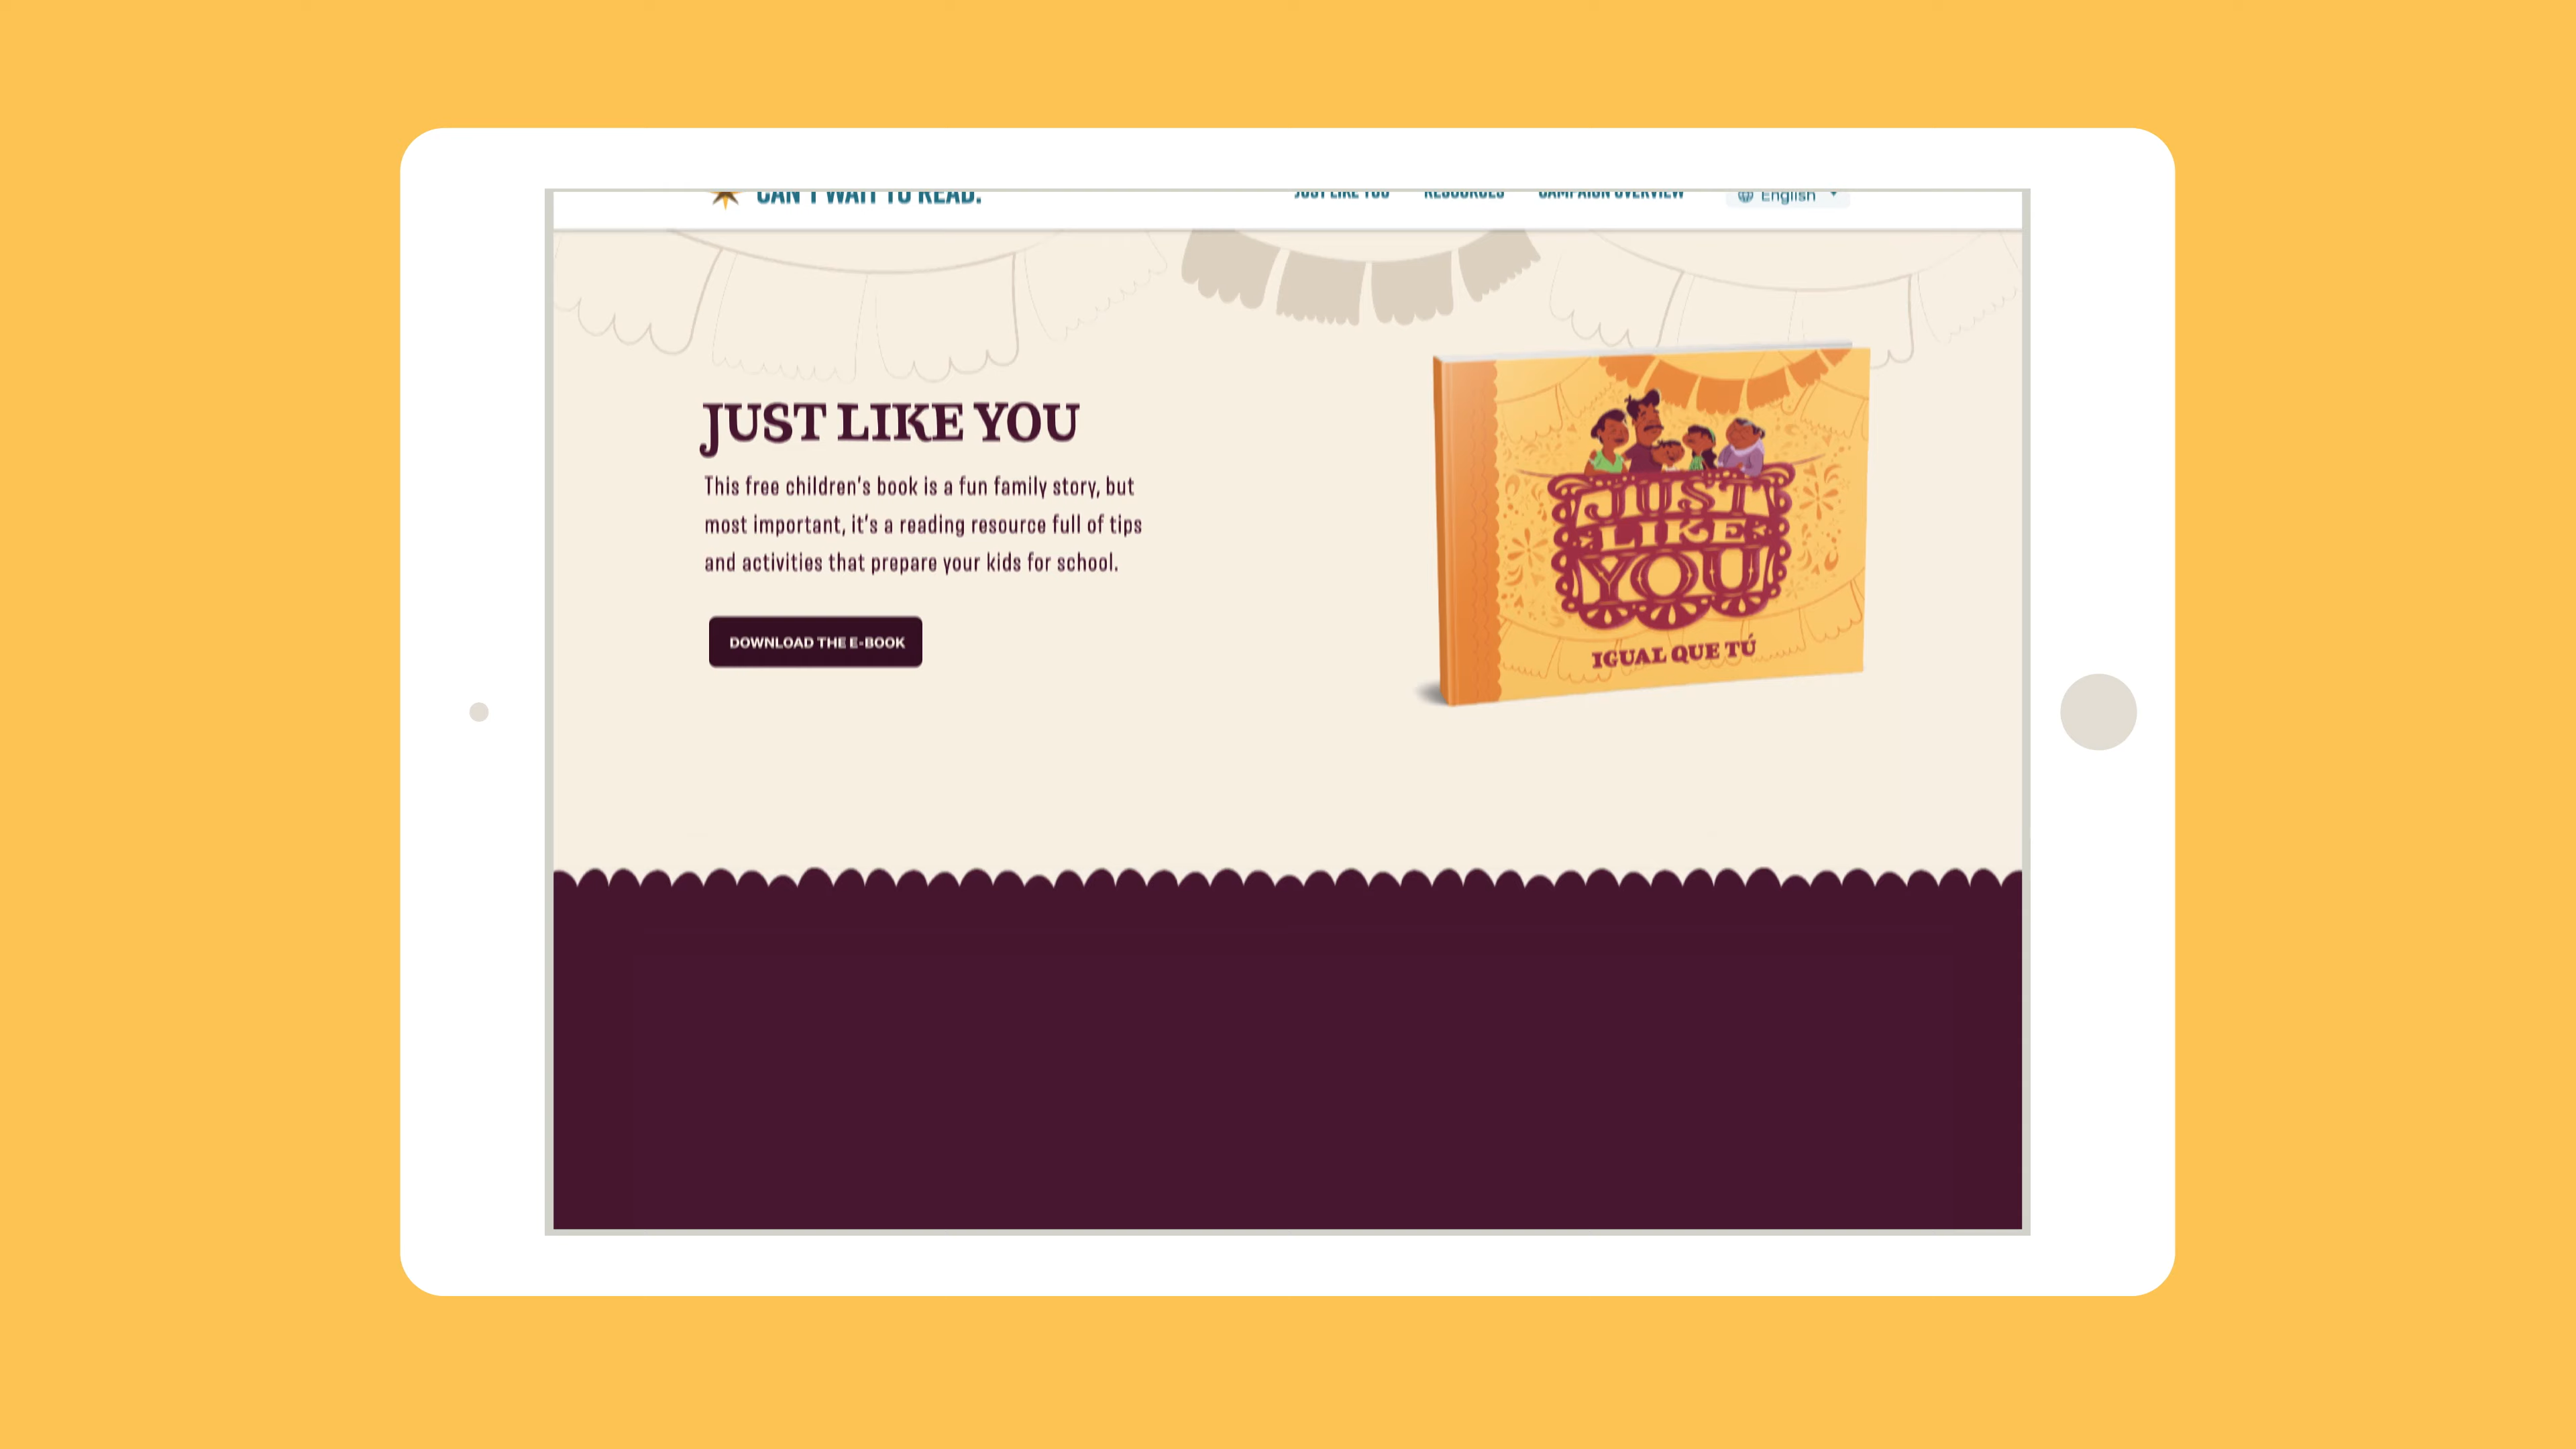 CAN'T WAIT TO READ.
JUST LIKE YOU RESOURCES CAMPAIGN OVERVIEW English
JUST LIKE YOU
This free children's book is a fun family story, but
most important, it's a reading resource full of tips
and activities that prepare your kids for school.
DOWNLOAD THE E-BOOK
JUST
LIKE
YOU
IGUAL QUE TÚ